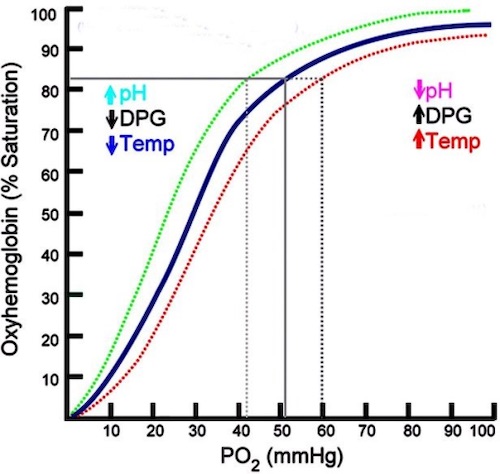 100
90
80
70
60
50
40
30
20
10
Oxyhemoglobin (% Saturation)
↑pH
↓DPG
↓Temp
↓pH
↑DPG
↑Temp
10 20 30 40 50 60 70 80 90 100
PO₂ (mmHg)